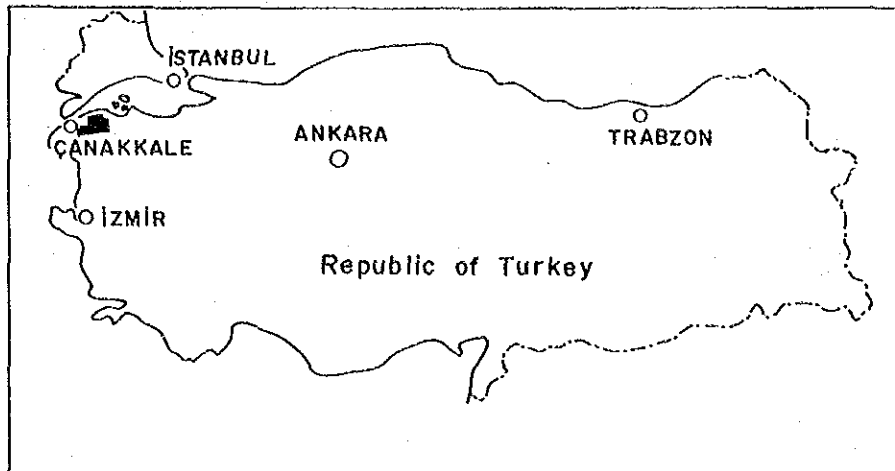 İSTANBUL
ÇANAKKALE
ANKARA
TRABZON
İZMİR
Republic of Turkey